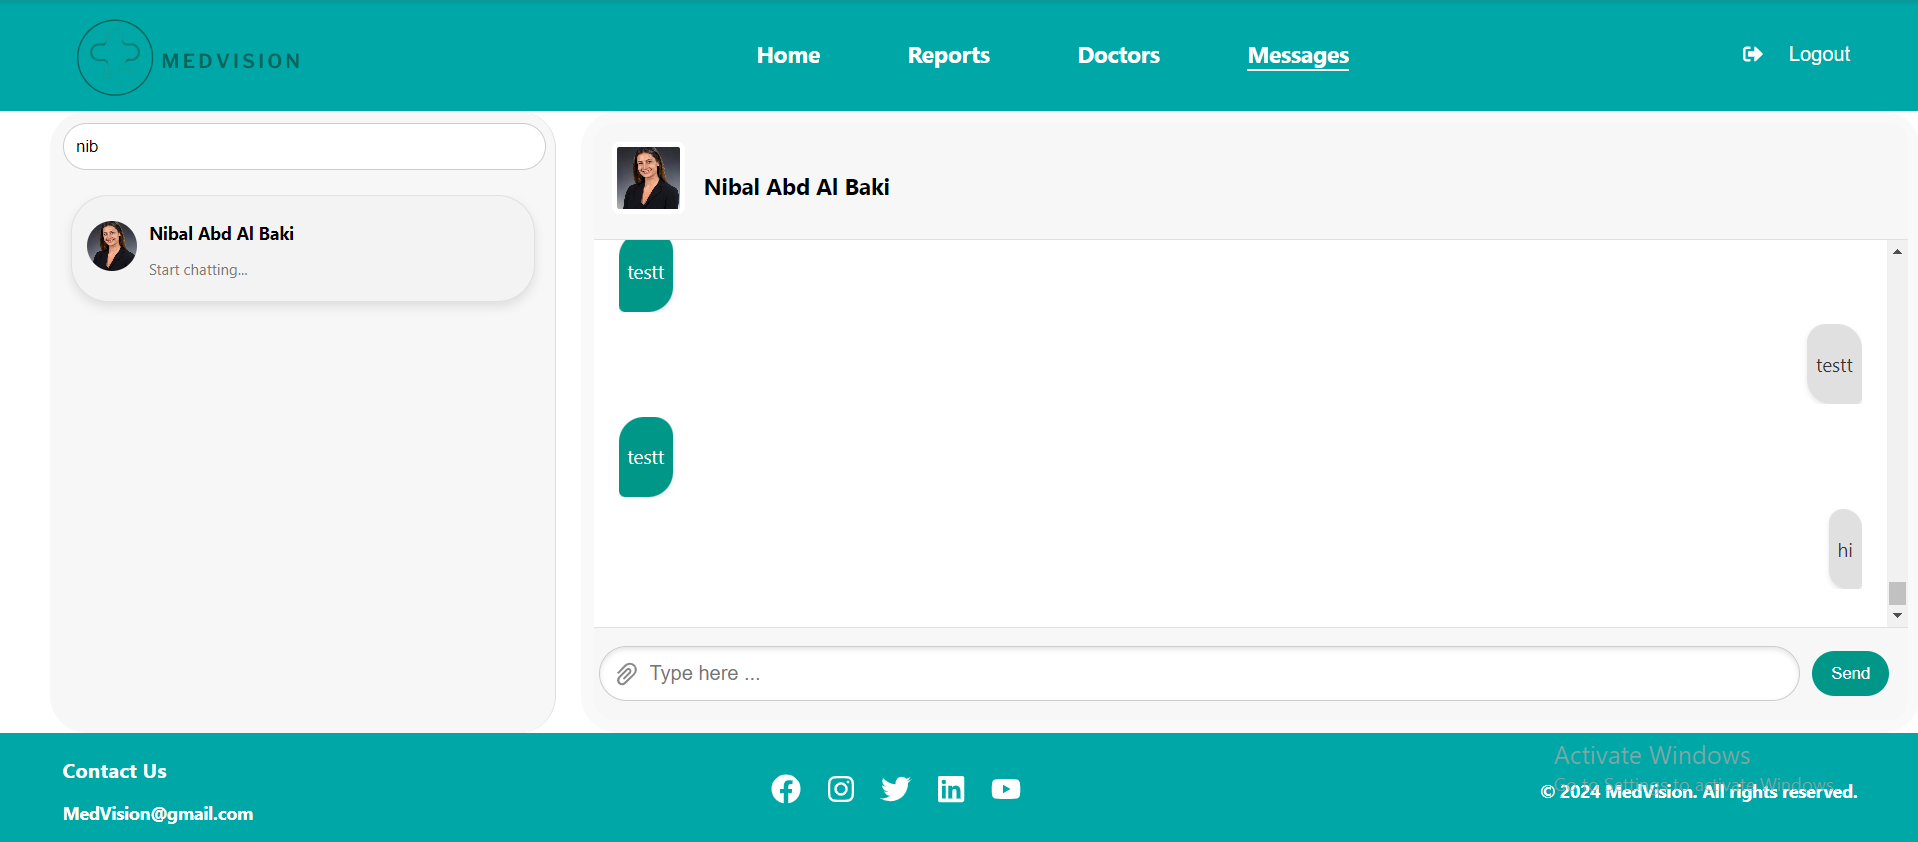 MEDVISION
Home Reports Doctors Messages Logout
nib
Nibal Abd Al Baki
Start chatting...
Nibal Abd Al Baki
testt
testt
testt
hi
Type here ...
Send
Contact Us
MedVision@gmail.com
Activate Windows
Go to Settings to activate Windows.
© 2024 MedVision. All rights reserved.